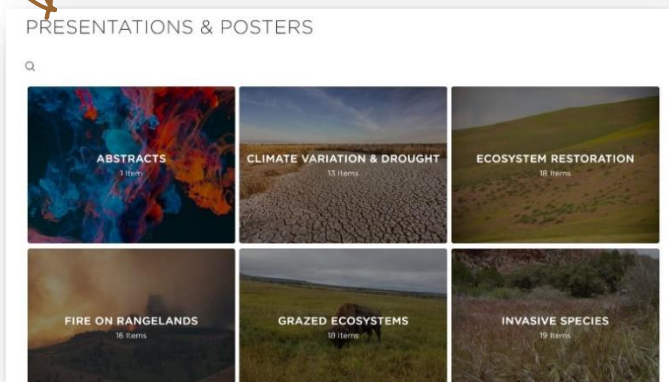 PRESENTATIONS & POSTERS
ABSTRACTS
1 Item
CLIMATE VARIATION & DROUGHT
13 Items
ECOSYSTEM RESTORATION
18 Items
FIRE ON RANGELANDS
16 Items
GRAZED ECOSYSTEMS
18 Items
INVASIVE SPECIES
19 Items